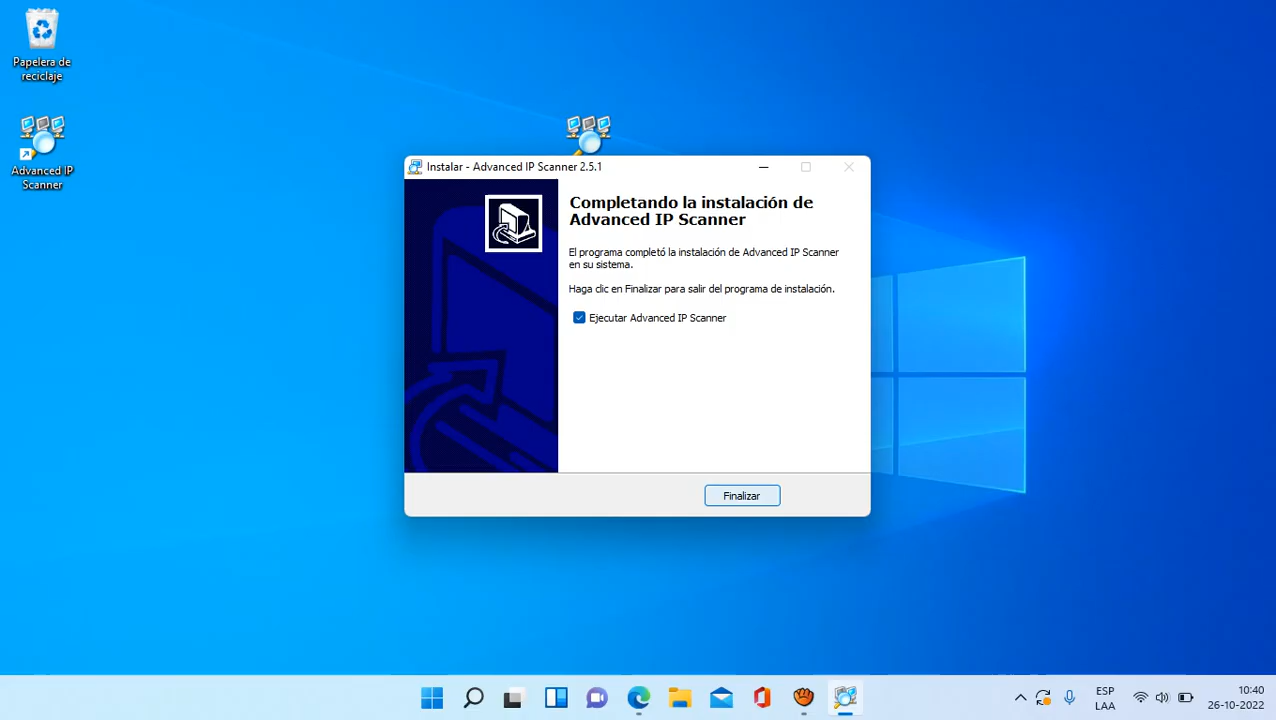 Papelera de
reciclaje
Advanced IP
Scanner
Instalar - Advanced IP Scanner 2.5.1
Completando la instalación de
Advanced IP Scanner
El programa completó la instalación de Advanced IP Scanner
en su sistema.
Haga clic en Finalizar para salir del programa de instalación.
Ejecutar Advanced IP Scanner
Finalizar
ESP
LAA
10:40
26-10-2022